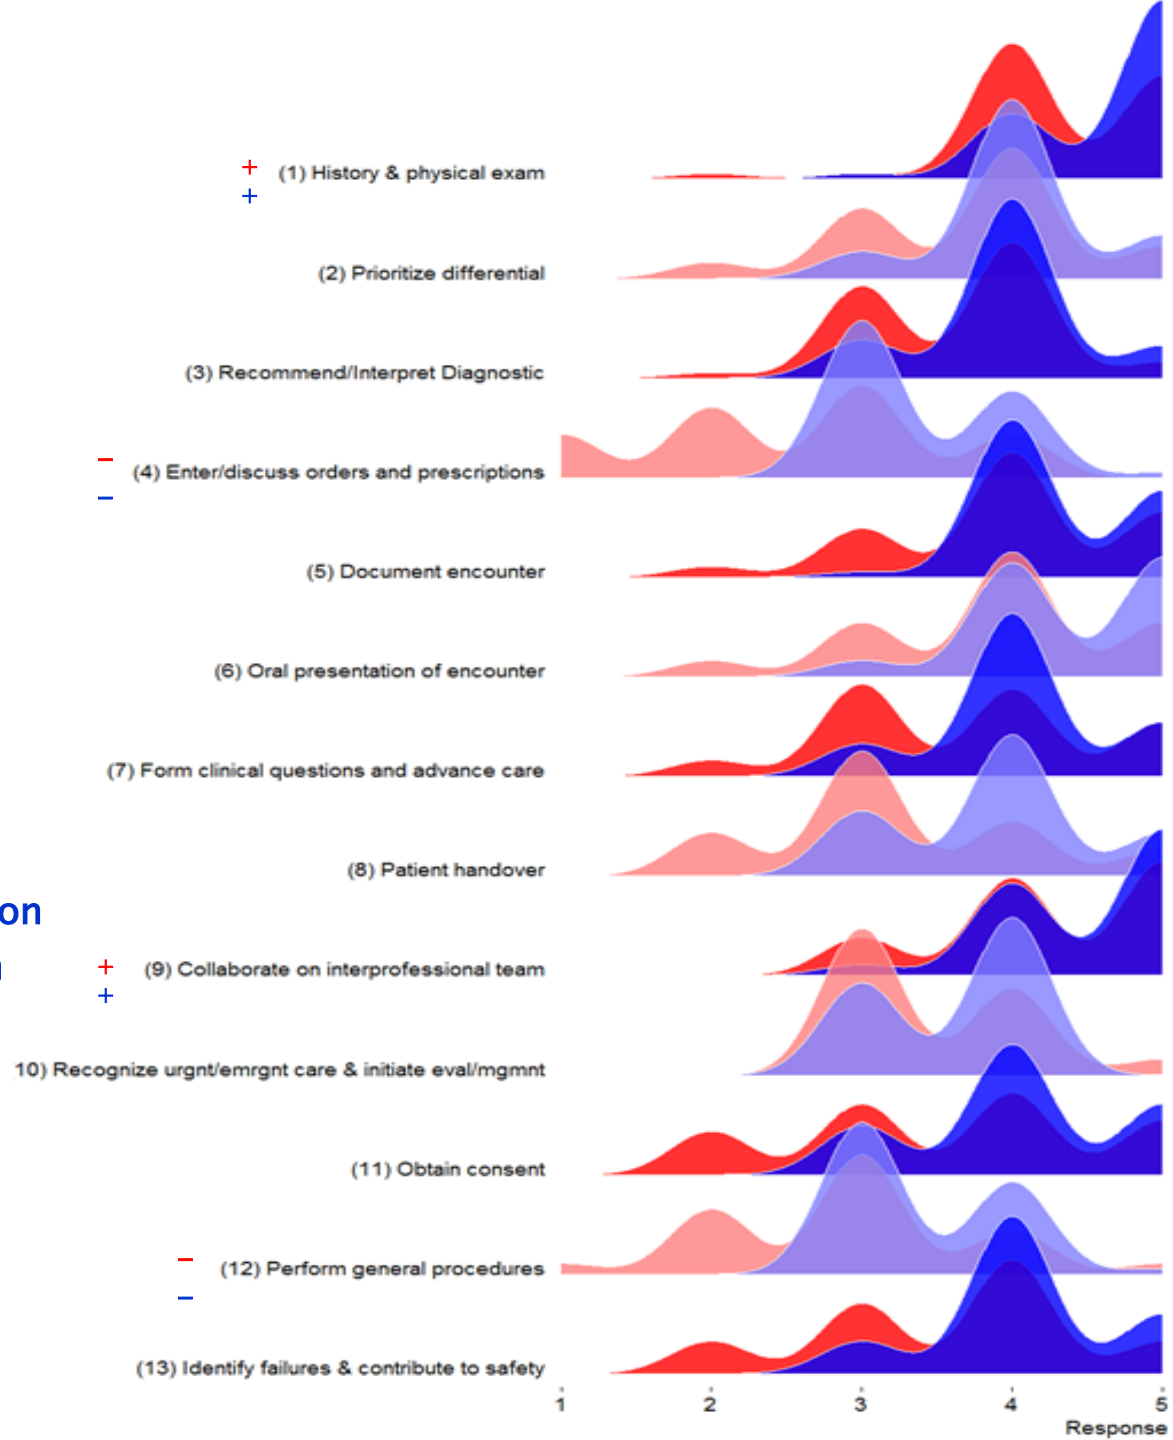 +
(1) History & physical exam
+
(2) Prioritize differential
(3) Recommend/Interpret Diagnostic
−
(4) Enter/discuss orders and prescriptions
−
(5) Document encounter
(6) Oral presentation of encounter
(7) Form clinical questions and advance care
(8) Patient handover
on
+
(9) Collaborate on interprofessional team
+
10) Recognize urgnt/emrgnt care & initiate eval/mgmnt
(11) Obtain consent
−
(12) Perform general procedures
−
(13) Identify failures & contribute to safety
1 2 3 4 5
Response